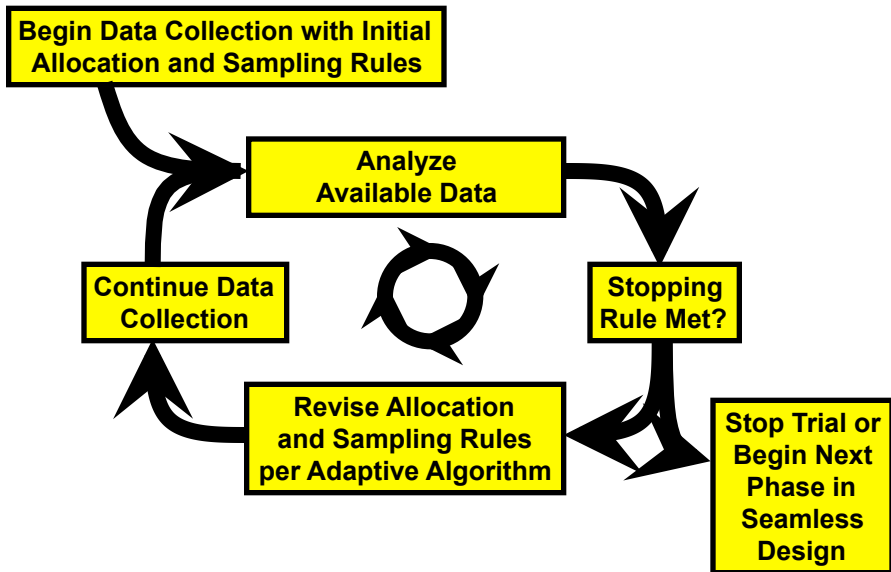 Begin Data Collection with Initial
Allocation and Sampling Rules
Analyze
Available Data
Continue Data
Collection
Stopping
Rule Met?
Revise Allocation
and Sampling Rules
per Adaptive Algorithm
Stop Trial or
Begin Next
Phase in
Seamless
Design